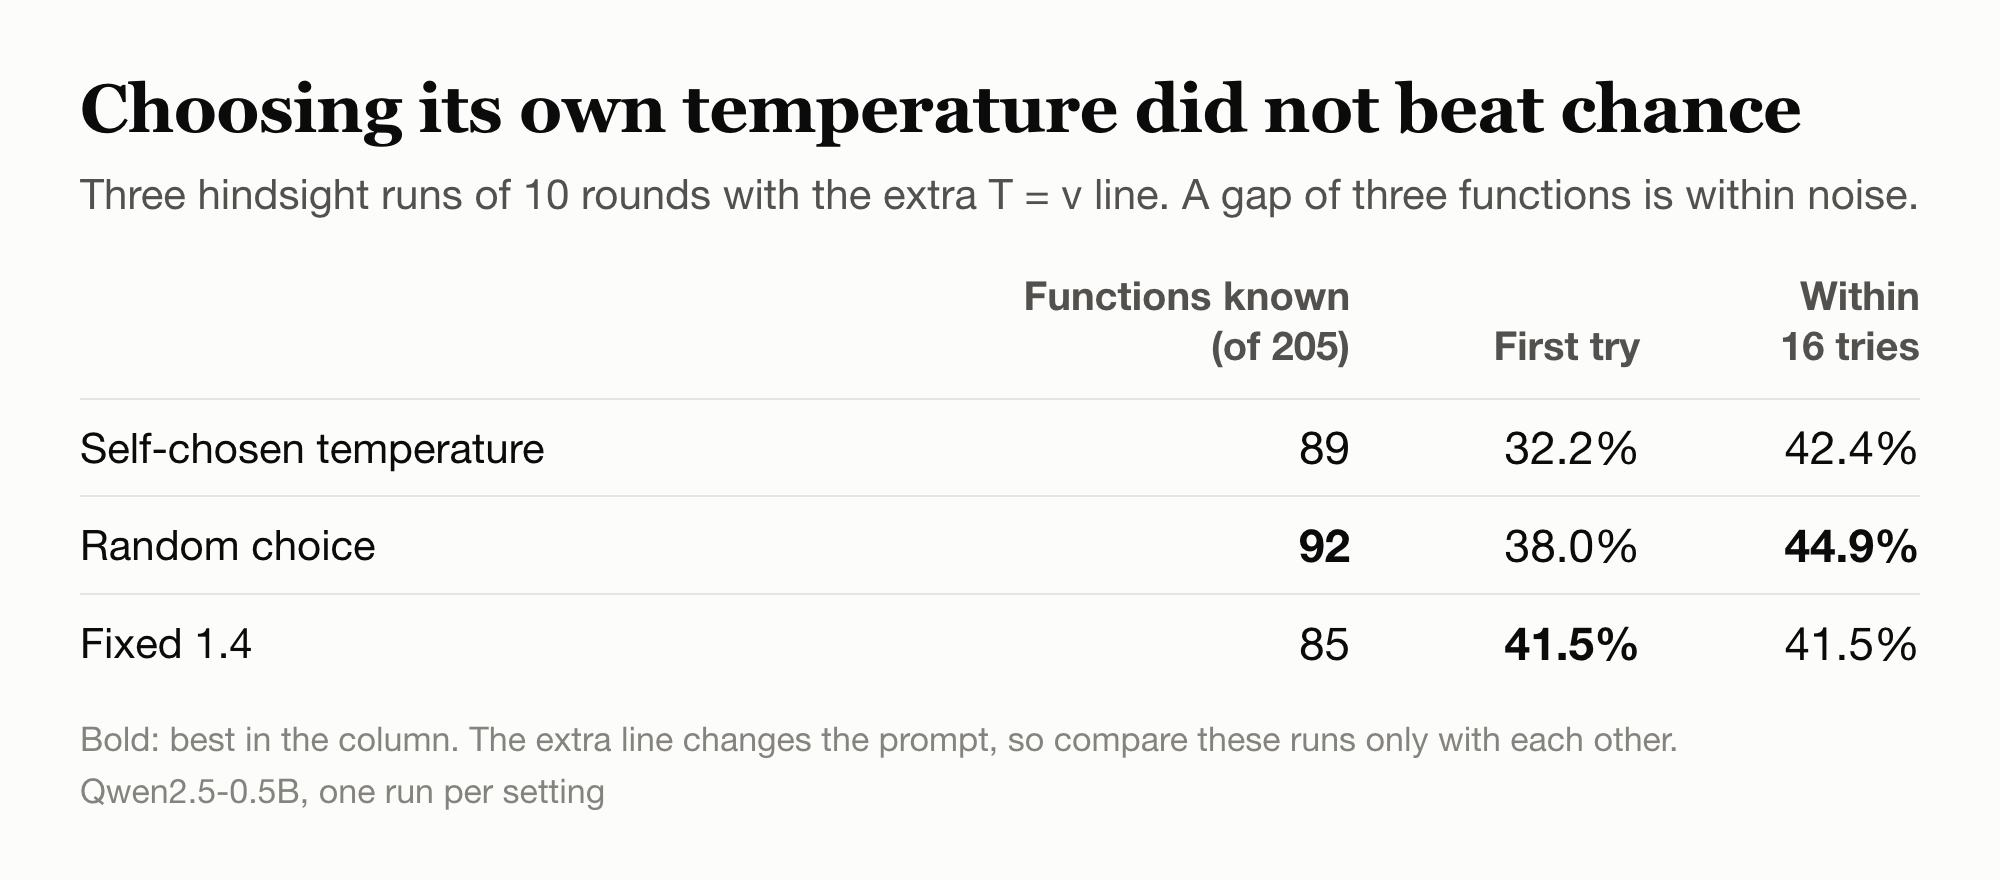 Choosing its own temperature did not beat chance
Three hindsight runs of 10 rounds with the extra T = v line. A gap of three functions is within noise.
Functions known (of 205) First try Within 16 tries
Self-chosen temperature 89 32.2% 42.4%
Random choice 92 38.0% 44.9%
Fixed 1.4 85 41.5% 41.5%
Bold: best in the column. The extra line changes the prompt, so compare these runs only with each other.
Qwen2.5-0.5B, one run per setting